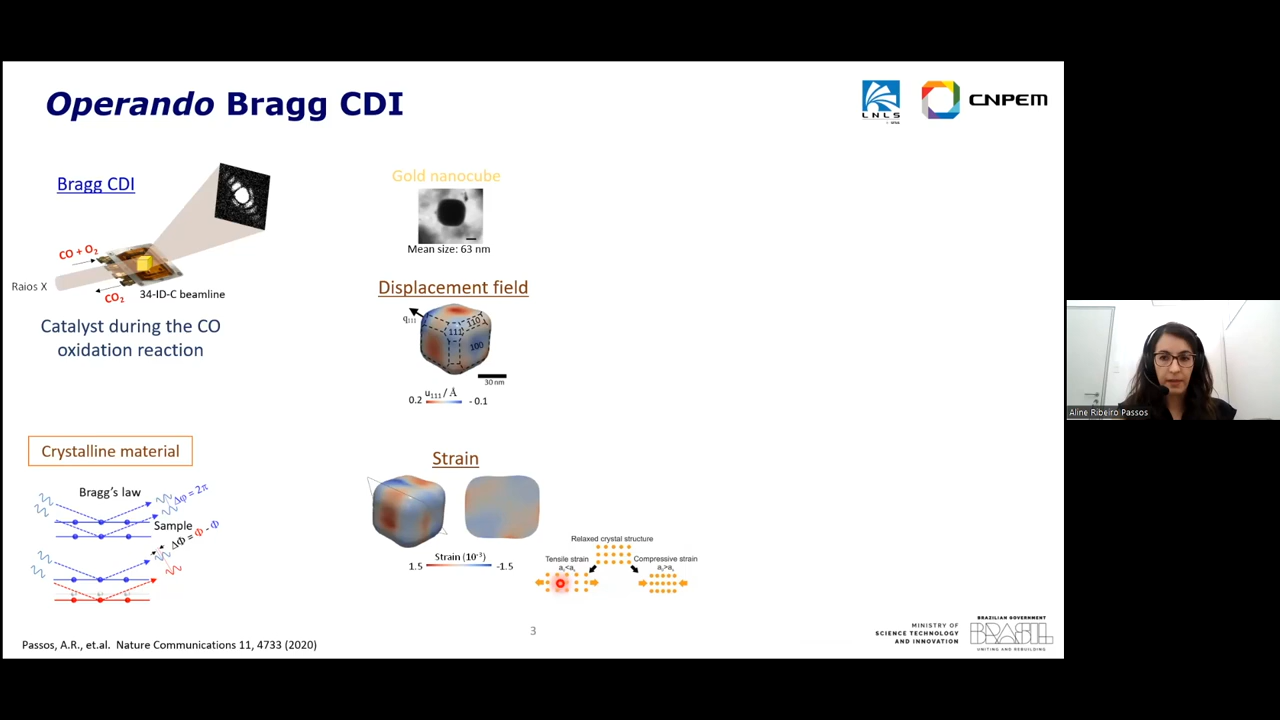 Operando Bragg CDI
LNLS
CNPEM
Bragg CDI
CO + O₂
Raios X
CO₂
34-ID-C beamline
Catalyst during the CO
oxidation reaction
Gold nanocube
Mean size: 63 nm
Displacement field
q₁₁₁
111
110
100
30 nm
u₁₁₁/ Å
0.2
- 0.1
Crystalline material
Bragg's law
Δφ = 2π
Sample
ΔΦ = Φ - Φ
Strain
Strain (10⁻³)
1.5
-1.5
Relaxed crystal structure
Tensile strain
Compressive strain
Aline Ribeiro Passos
3
Passos, A.R., et.al. Nature Communications 11, 4733 (2020)
MINISTRY OF
SCIENCE TECHNOLOGY
AND INNOVATION
BRAZILIAN GOVERNMENT
BRASIL
UNITING AND REBUILDING